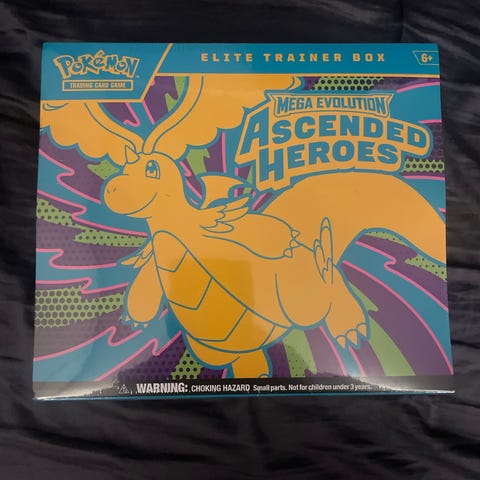 Pokémon
TRADING CARD GAME
ELITE TRAINER BOX
6+
MEGA EVOLUTION
ASCENDED
HEROES
WARNING: CHOKING HAZARD Small parts. Not for children under 3 years.